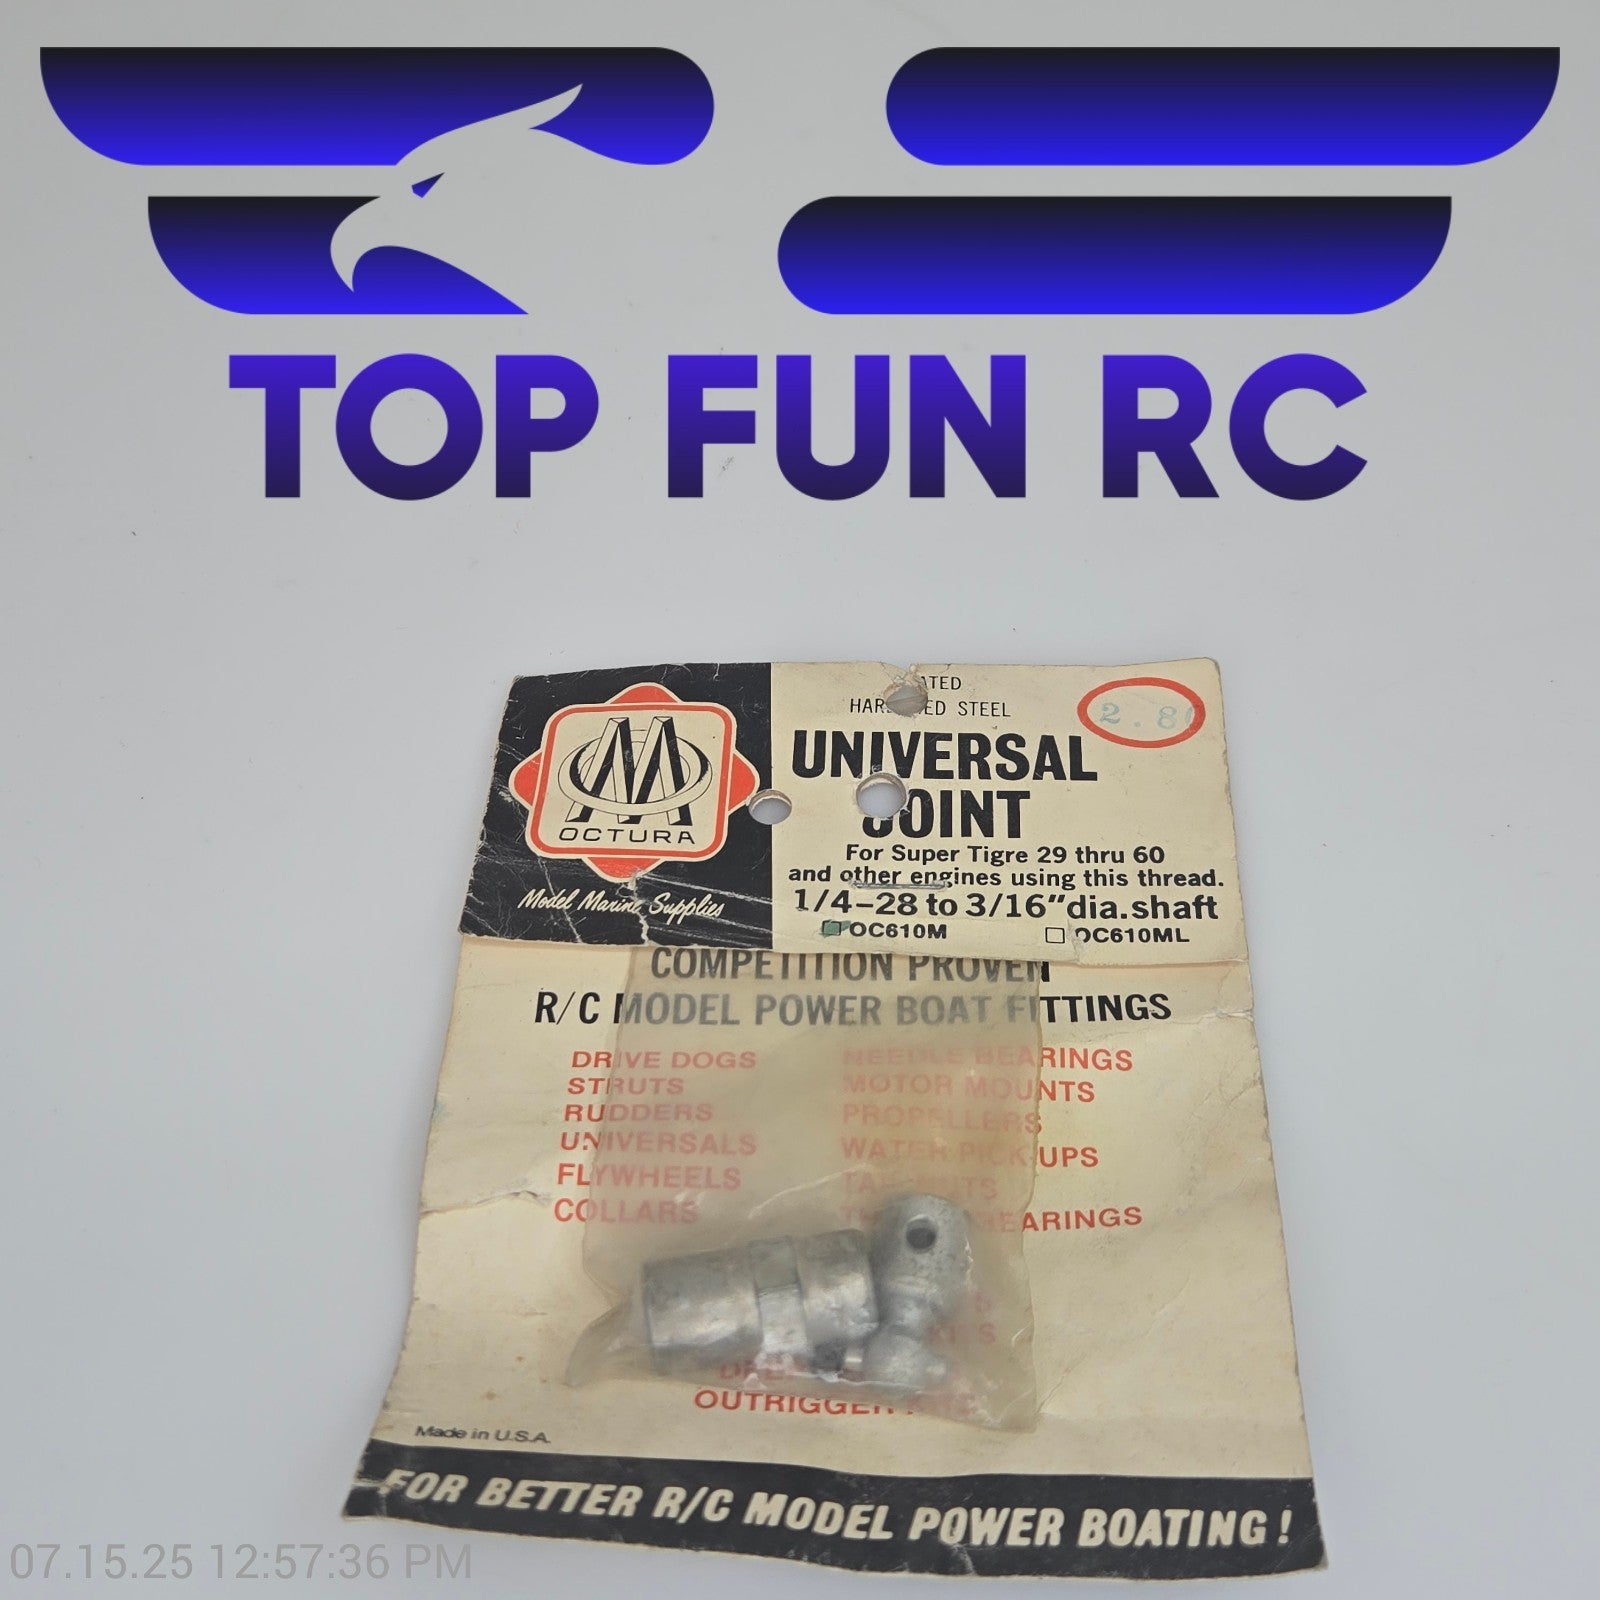 TOP FUN RC
STEEL
UNIVERSAL
JOINT
For Super Tigre 29 thru 60
and other engines using this thread.
1/4-28 to 3/16" dia. shaft
OC610M
OC610ML
OCTURA
Model Marine Supplies
COMPETITION PROVEN
R/C MODEL POWER BOAT FITTINGS
DRIVE DOGS
STRUTS
RUDDERS
UNIVERSALS
FLYWHEELS
COLLARS
NEEDLE BEARINGS
MOTOR MOUNTS
PROPELLERS
WATER PICK-UPS
BEARINGS
OUTRIGGER
Made in U.S.A.
FOR BETTER R/C MODEL POWER BOATING!
07.15.25 12:57:36 PM